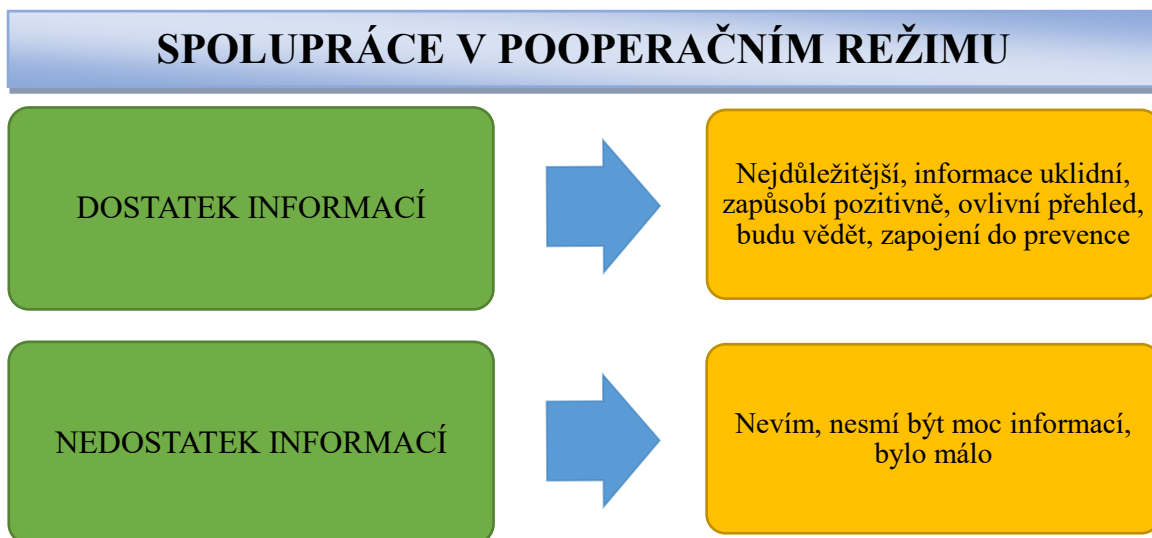 SPOLUPRÁCE V POOPERAČNÍM REŽIMU
DOSTATEK INFORMACÍ
Nejdůležitější, informace uklidní,
zapůsobí pozitivně, ovlivní přehled,
budu vědět, zapojení do prevence
NEDOSTATEK INFORMACÍ
Nevím, nesmí být moc informací,
bylo málo